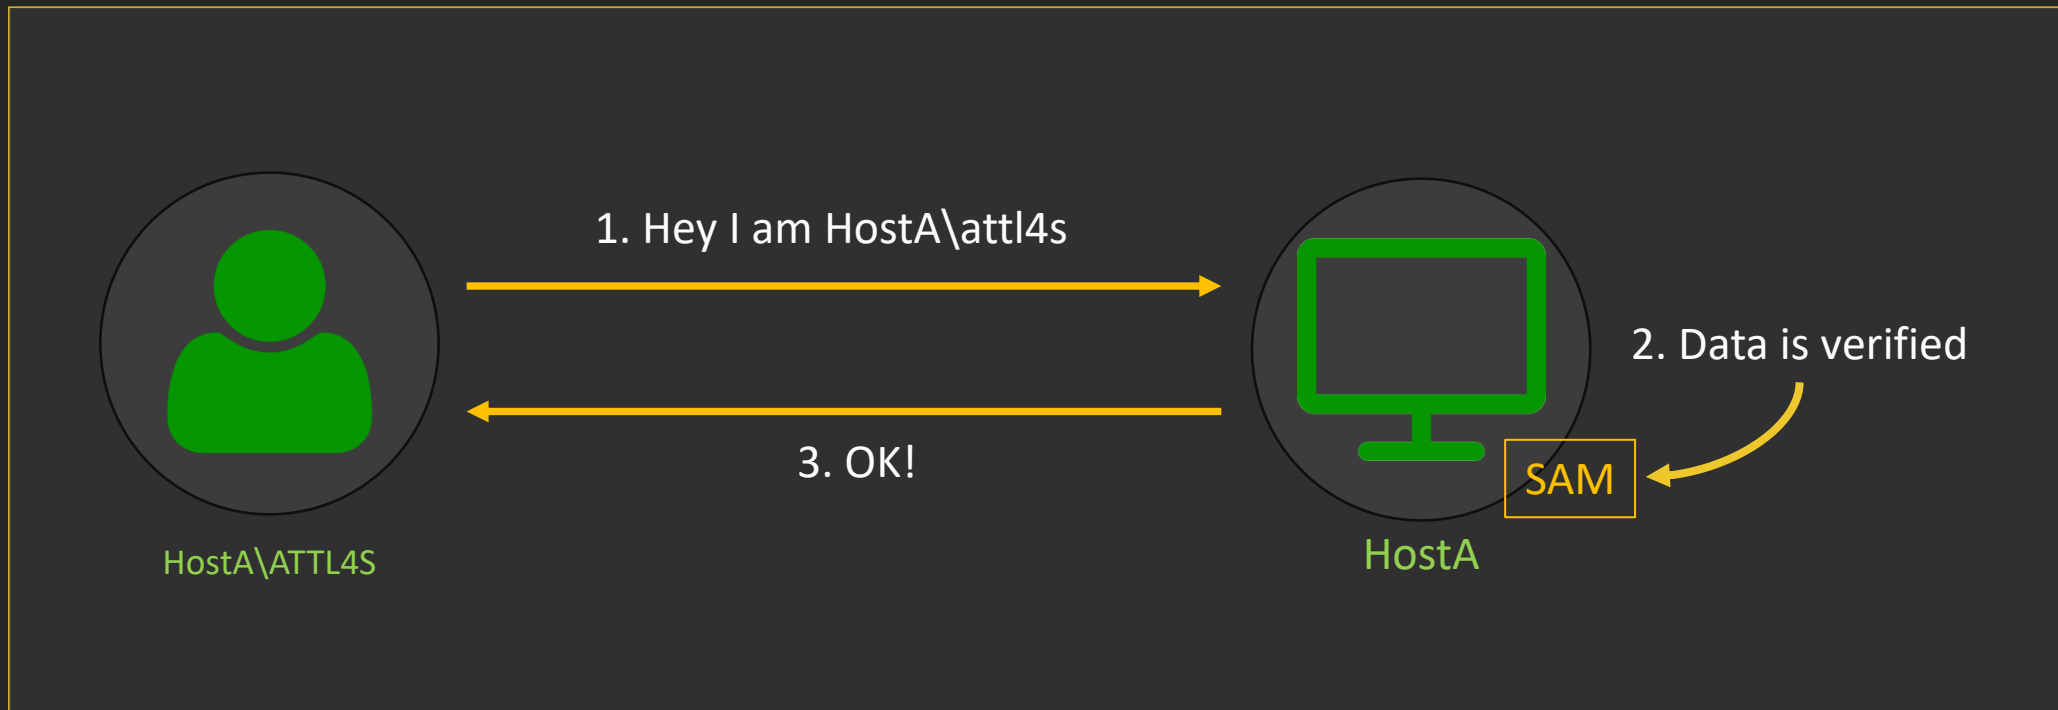 1. Hey I am HostA\attl4s
2. Data is verified
3. OK!
SAM
HostA\ATTL4S
HostA